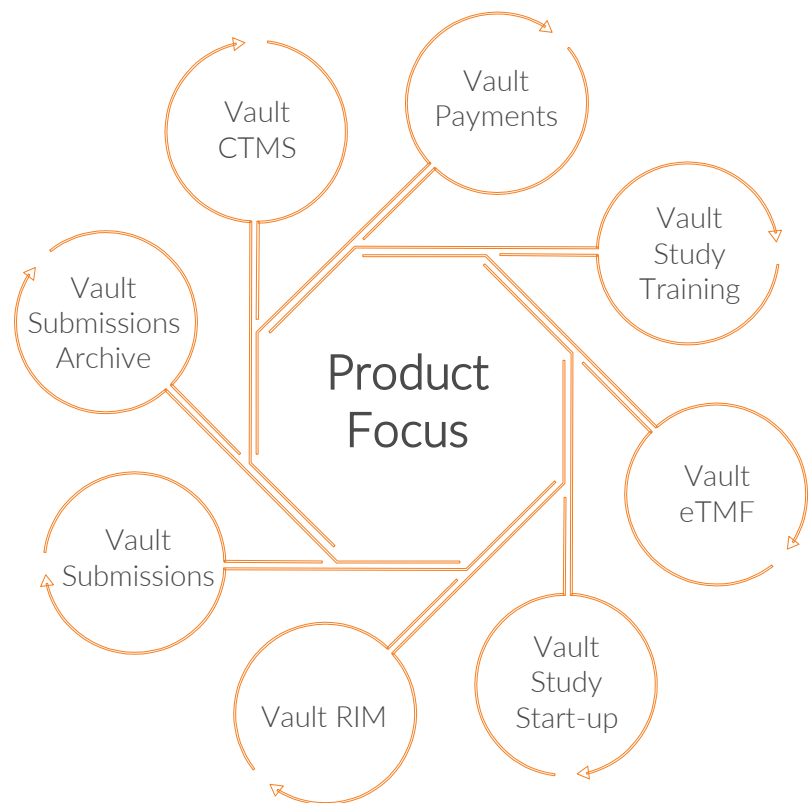 Vault
Payments
Vault
CTMS
Vault
Study
Training
Vault
Submissions
Archive
Product
Focus
Vault
eTMF
Vault
Submissions
Vault
Study
Start-up
Vault RIM